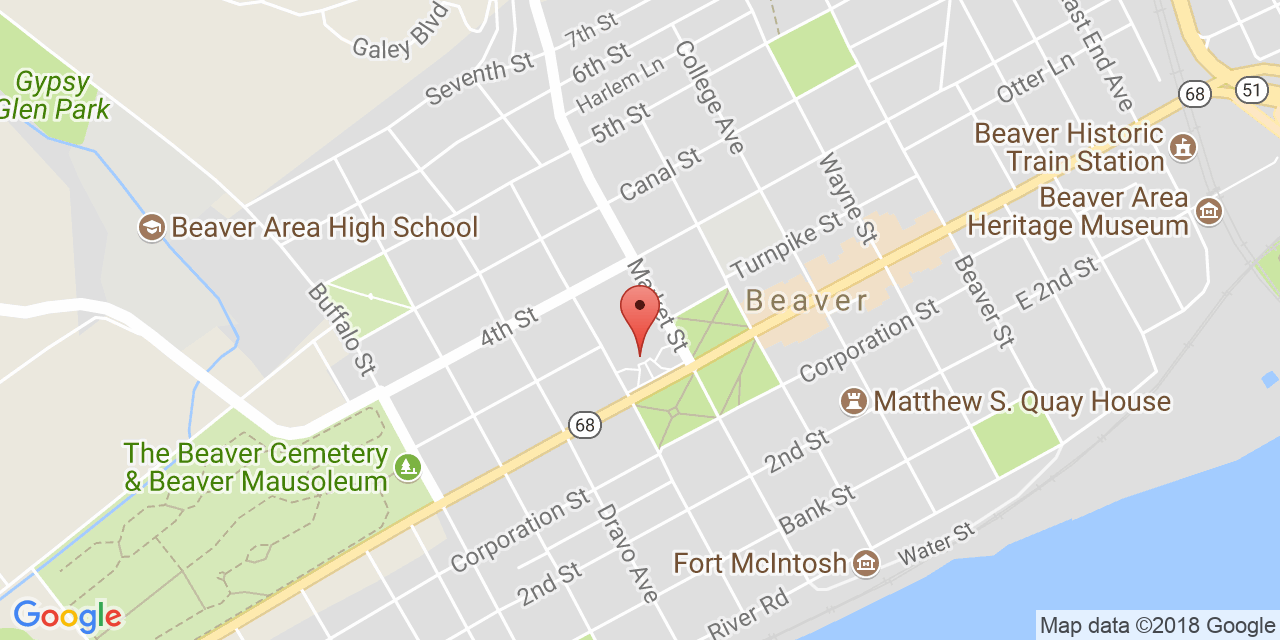 Galey Blvd
7th St
6th St
Seventh St
Harlem Ln
College Ave
East End Ave
Otter Ln
68
51
Gypsy
Glen Park
5th St
Beaver Historic
Train Station
Canal St
Wayne St
Beaver Area
Heritage Museum
Beaver Area High School
Turnpike St
Buffalo St
Market St
Beaver
Beaver St
E 2nd St
4th St
Corporation St
Matthew S. Quay House
68
The Beaver Cemetery
& Beaver Mausoleum
2nd St
Corporation St
Dravo Ave
Bank St
Water St
Fort McIntosh
2nd St
River Rd
Google
Map data ©2018 Google